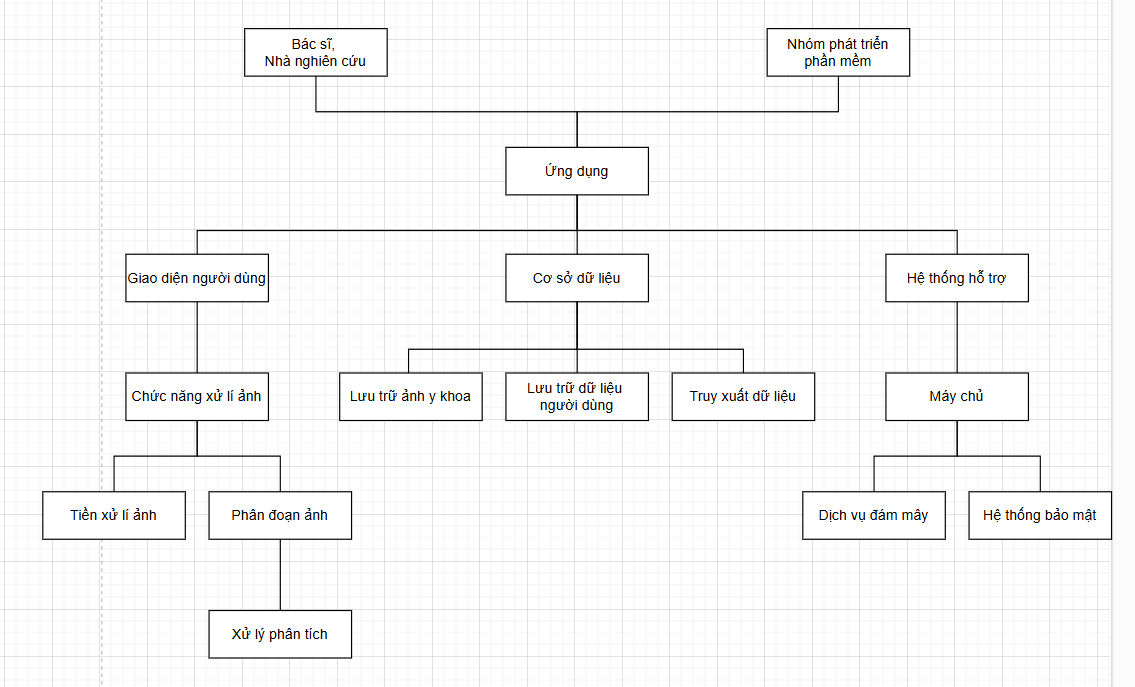 Bác sĩ,
Nhà nghiên cứu
Nhóm phát triển
phần mềm
Ứng dụng
Giao diện người dùng
Cơ sở dữ liệu
Hệ thống hỗ trợ
Chức năng xử lí ảnh
Lưu trữ ảnh y khoa
Lưu trữ dữ liệu
người dùng
Truy xuất dữ liệu
Máy chủ
Tiền xử lí ảnh
Phân đoạn ảnh
Dịch vụ đám mây
Hệ thống bảo mật
Xử lý phân tích